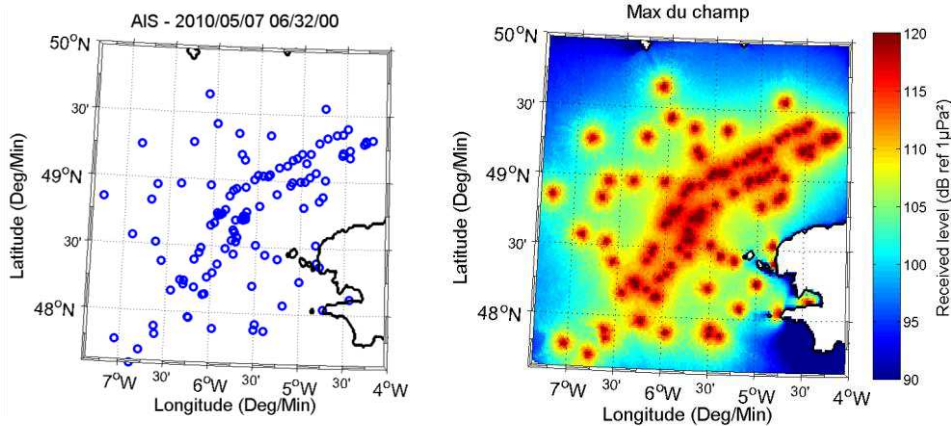 AIS - 2010/05/07 06/32/00
50°N
30'
49°N
30'
48°N
Latitude (Deg/Min)
7°W
30'
6°W
30'
5°W
30'
4°W
Longitude (Deg/Min)
Max du champ
50°N
30'
49°N
30'
48°N
Latitude (Deg/Min)
7°W
30'
6°W
30'
5°W
30'
4°W
Longitude (Deg/Min)
120
115
110
105
100
95
90
Received level (dB ref 1µPa²)